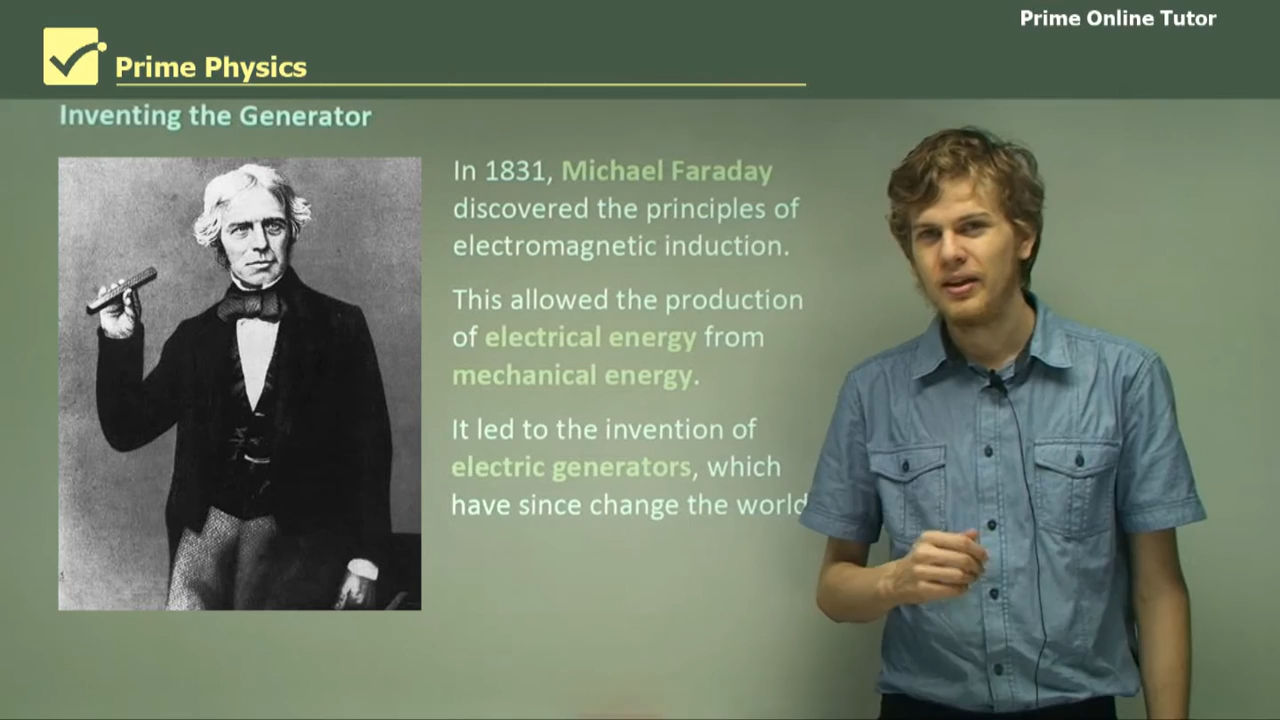 Prime Online Tutor
Prime Physics
Inventing the Generator
In 1831, Michael Faraday
discovered the principles of
electromagnetic induction.
This allowed the production
of electrical energy from
mechanical energy.
It led to the invention of
electric generators, which
have since change the world